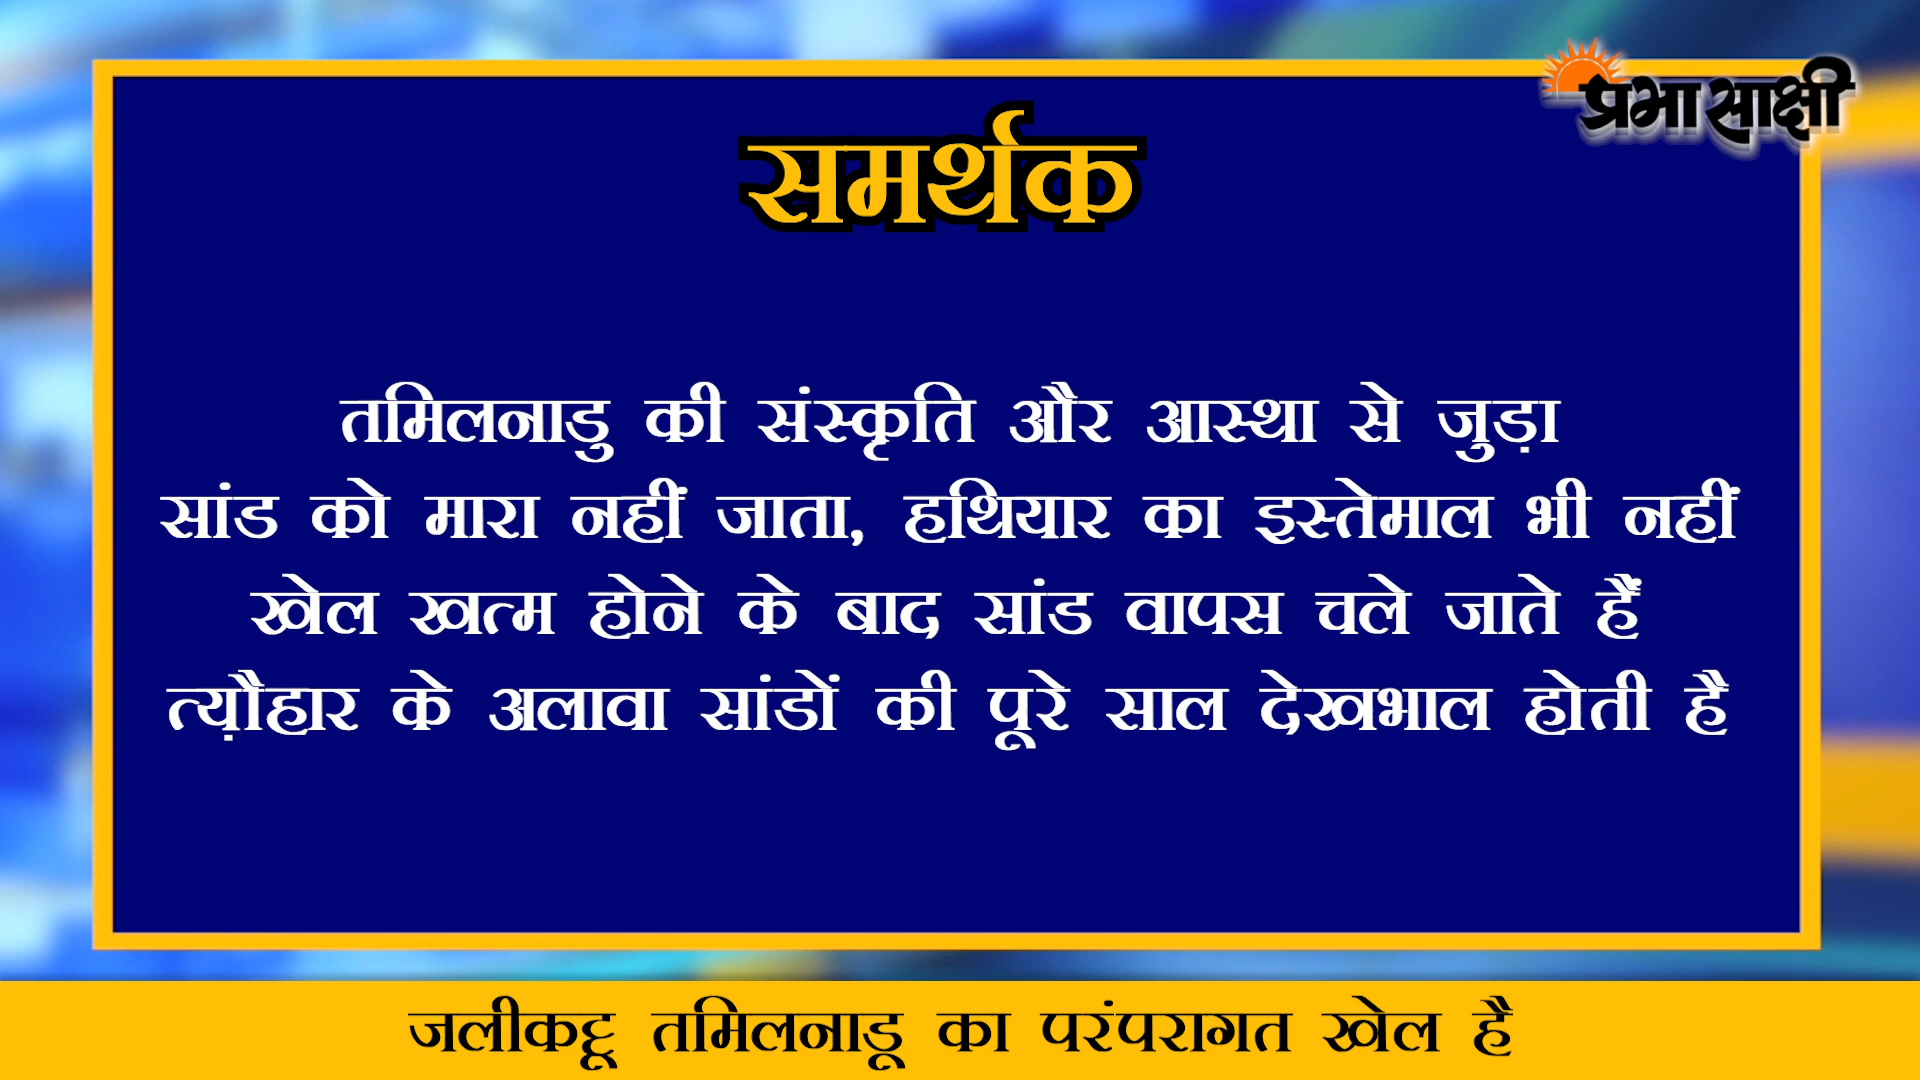 प्रभासाक्षी
समर्थक
तमिलनाडु की संस्कृति और आस्था से जुड़ा
सांड को मारा नहीं जाता, हथियार का इस्तेमाल भी नहीं
खेल खत्म होने के बाद सांड वापस चले जाते हैं
त्य़ौहार के अलावा सांडों की पूरे साल देखभाल होती है
जलीकट्टू तमिलनाडू का परंपरागत खेल है